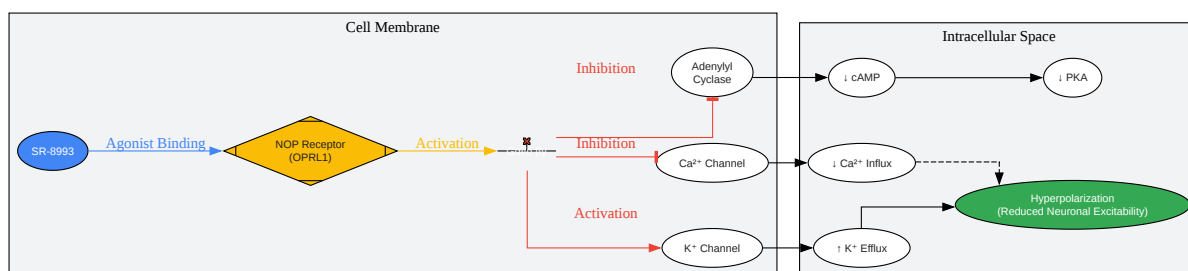 Cell Membrane
Intracellular Space
Inhibition
Adenylyl
Cyclase
↓ cAMP
↓ PKA
SR-8993
Agonist Binding
NOP Receptor
(OPRL1)
Activation
Inhibition
Ca²⁺ Channel
↓ Ca²⁺ Influx
Hyperpolarization
(Reduced Neuronal Excitability)
Activation
K⁺ Channel
↑ K⁺ Efflux